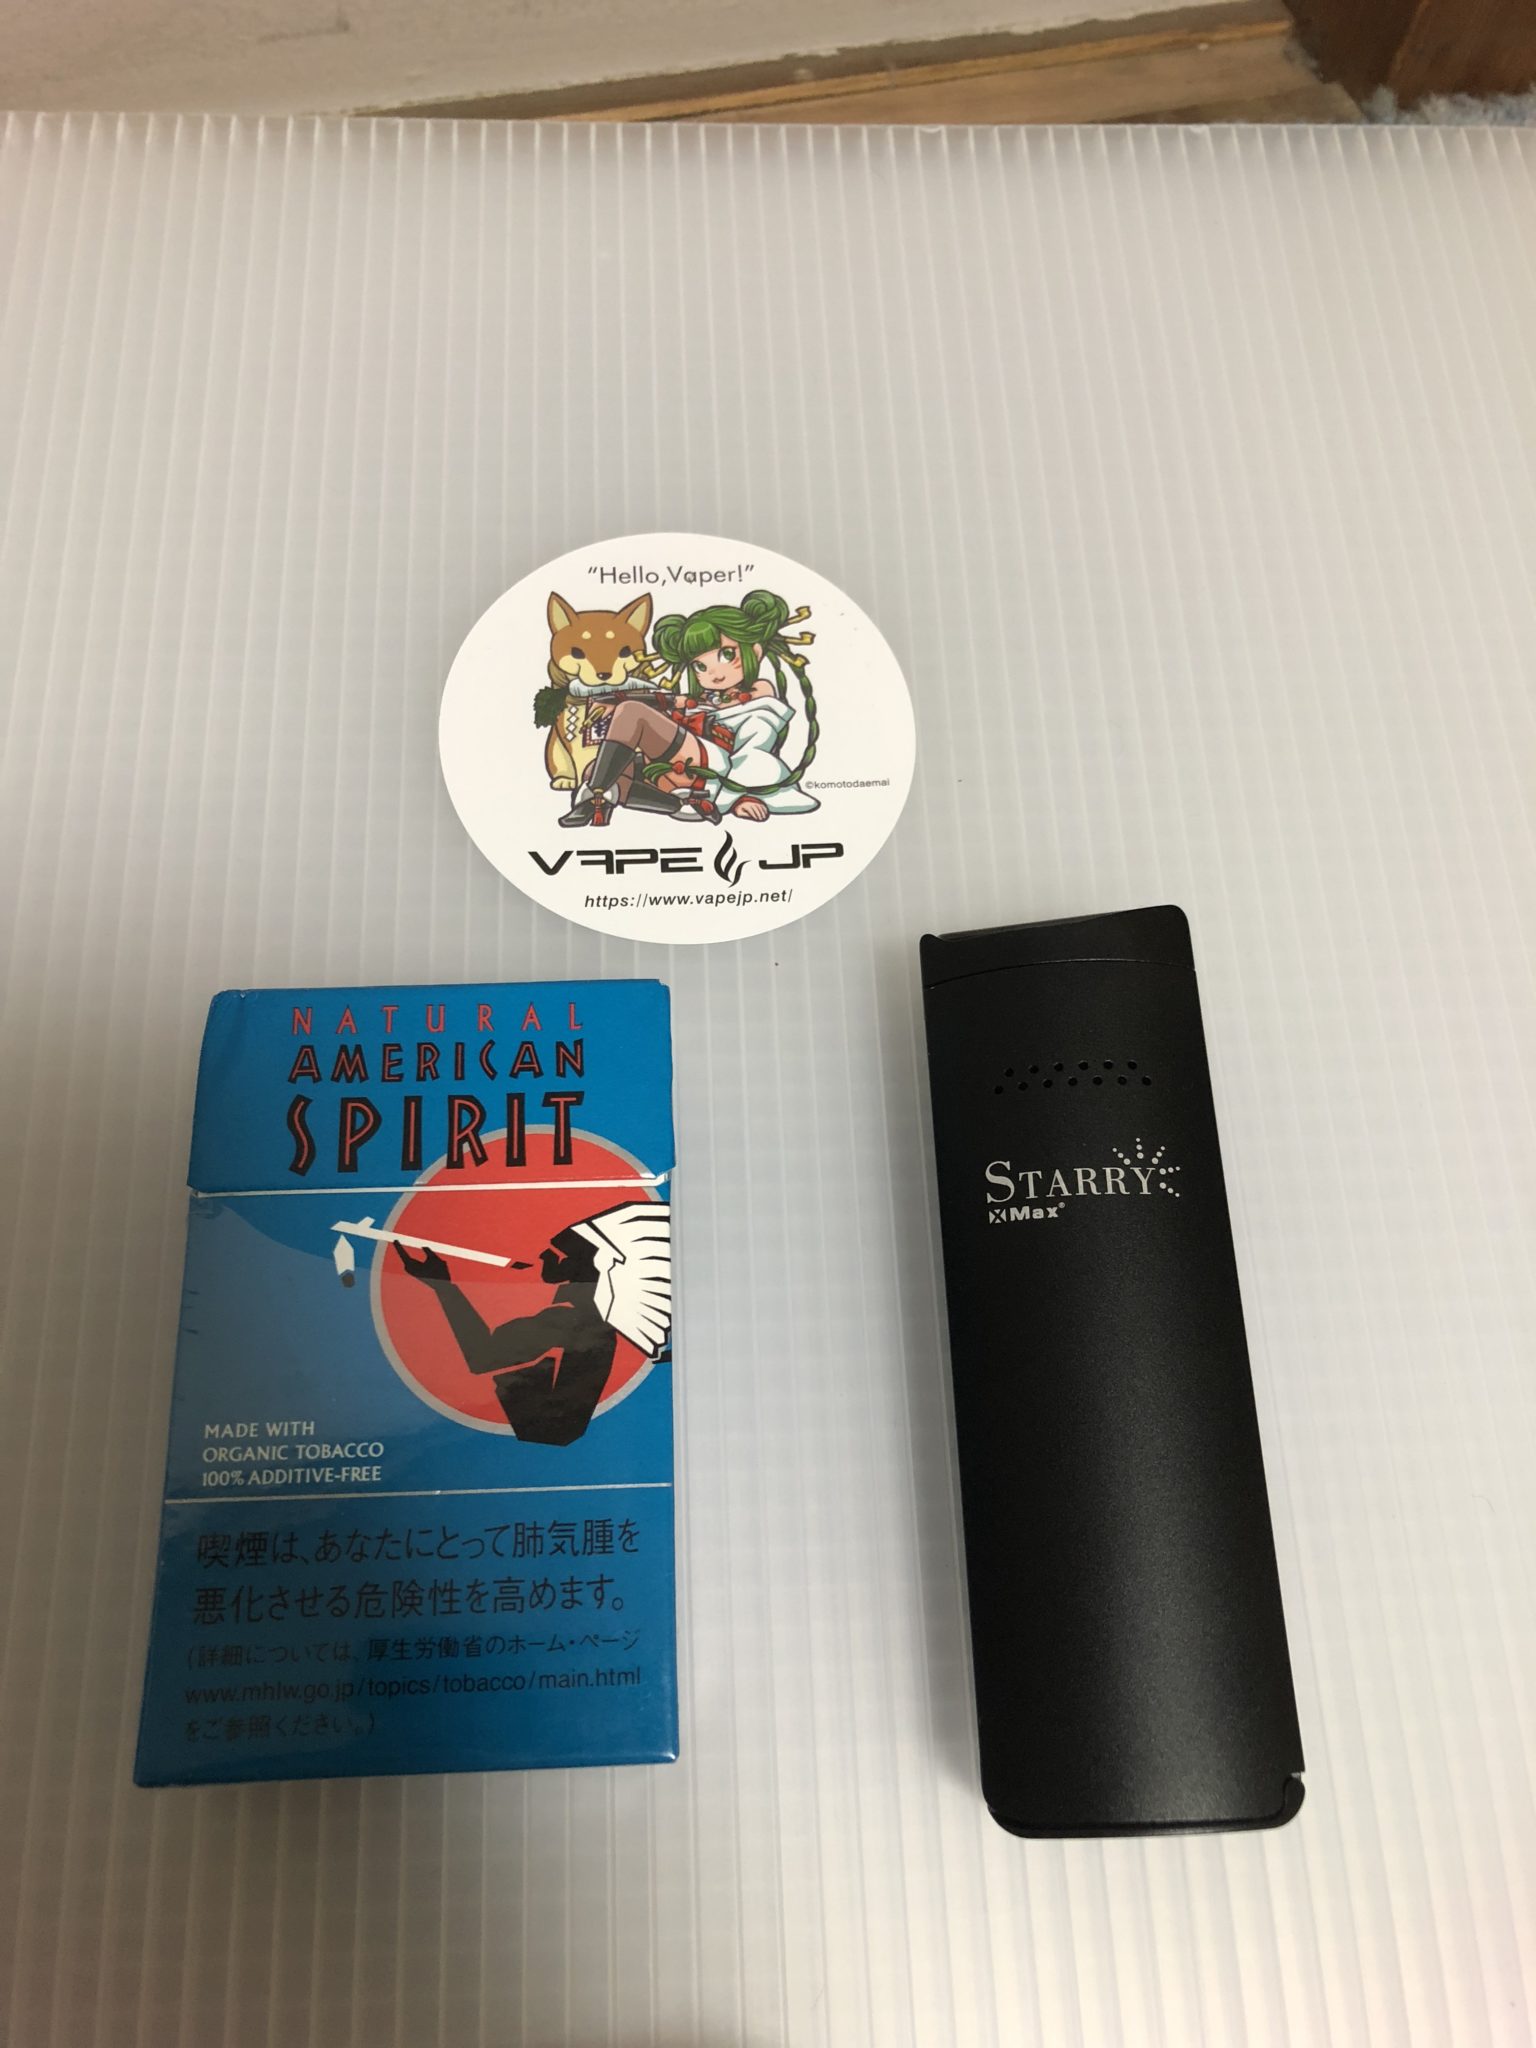 "Hello,Vaper!"
©komotodaemai
VAPE JP
https://www.vapejp.net/
NATURAL
AMERICAN
SPIRIT
MADE WITH
ORGANIC TOBACCO
100% ADDITIVE-FREE
喫煙は、あなたにとって肺気腫を
悪化させる危険性を高めます。
(詳細については、厚生労働省のホーム・ページ
www.mhlw.go.jp/topics/tobacco/main.html
をご参照ください。)
STARRY
XMax®